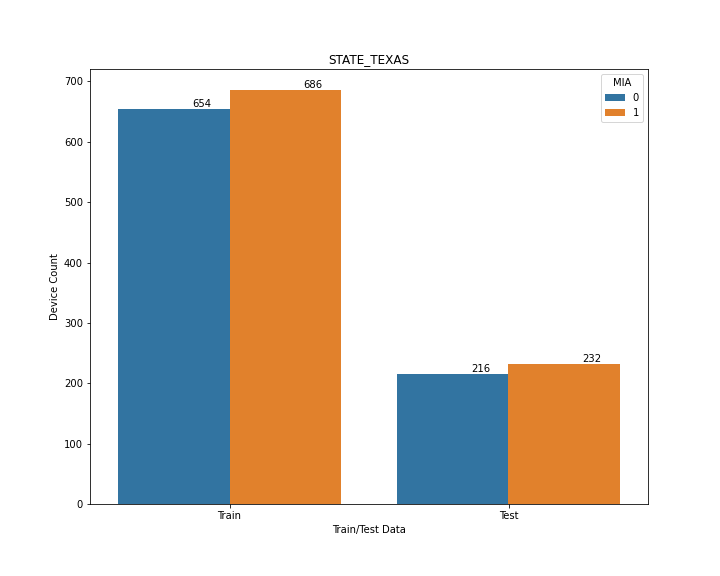 STATE_TEXAS
MIA
0
1
700
600
500
400
300
200
100
0
Device Count
654
686
216
232
Train
Test
Train/Test Data